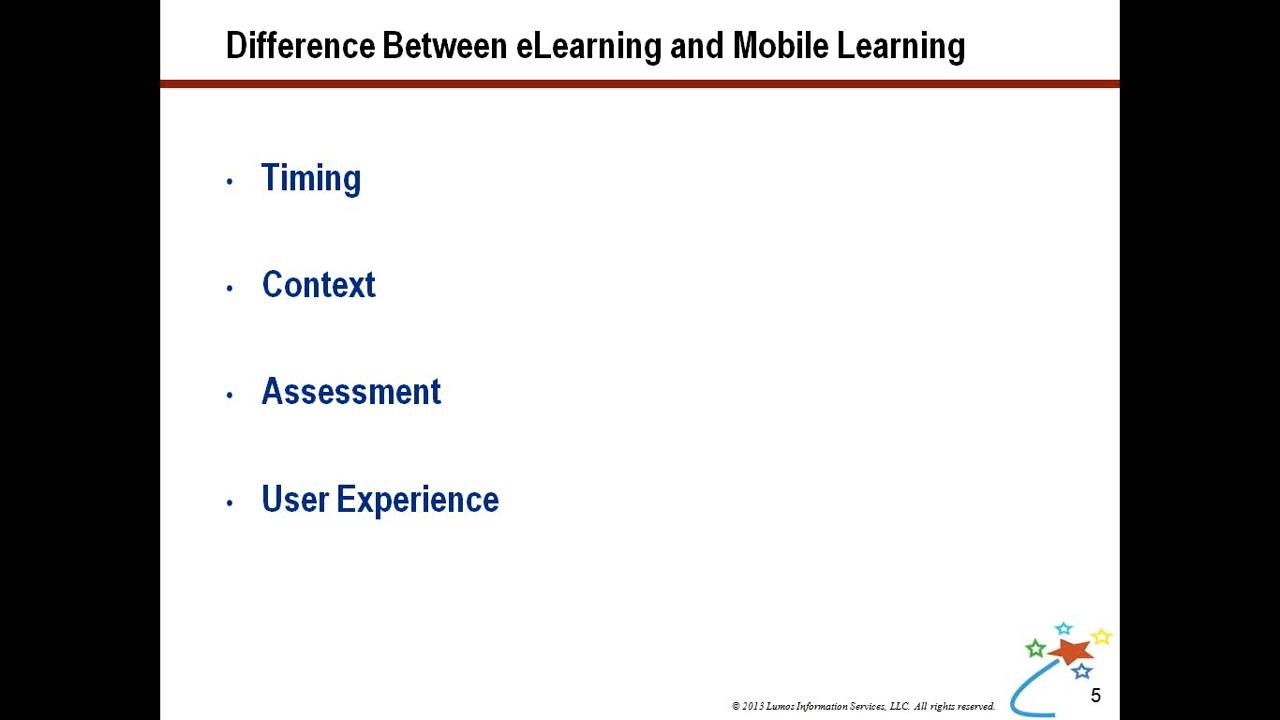 Difference Between eLearning and Mobile Learning
• Timing
• Context
• Assessment
• User Experience
© 2013 Lumos Information Services, LLC. All rights reserved.
5